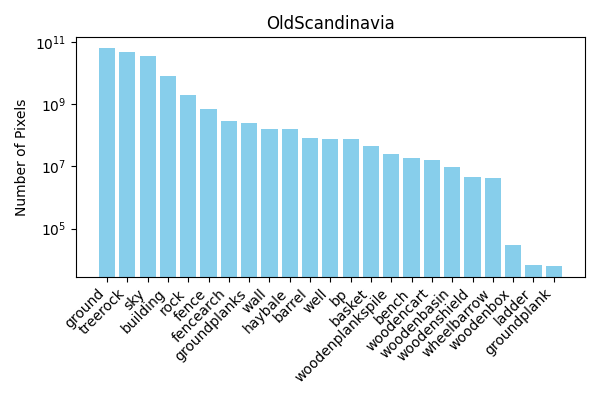 OldScandinavia
Number of Pixels
10^11
10^9
10^7
10^5
ground
treerock
sky
building
rock
fence
fencearch
groundplanks
wall
haybale
barrel
well
bp
basket
woodenplankspile
bench
woodencart
woodenbasin
woodenshield
wheelbarrow
woodenbox
ladder
groundplank